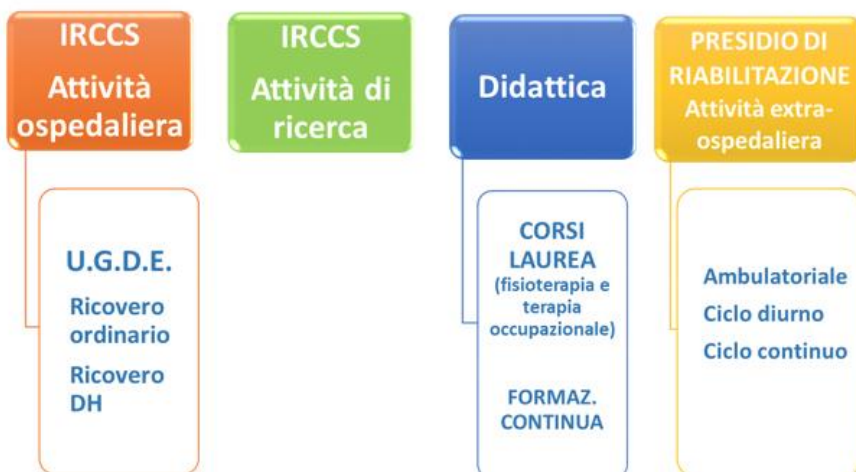 IRCCS
Attività
ospedaliera
IRCCS
Attività di
ricerca
Didattica
PRESIDIO DI
RIABILITAZIONE
Attività extra-
ospedaliera
U.G.D.E.
Ricovero
ordinario
Ricovero
DH
CORSI
LAUREA
(fisioterapia e
terapia
occupazionale)
FORMAZ.
CONTINUA
Ambulatoriale
Ciclo diurno
Ciclo continuo